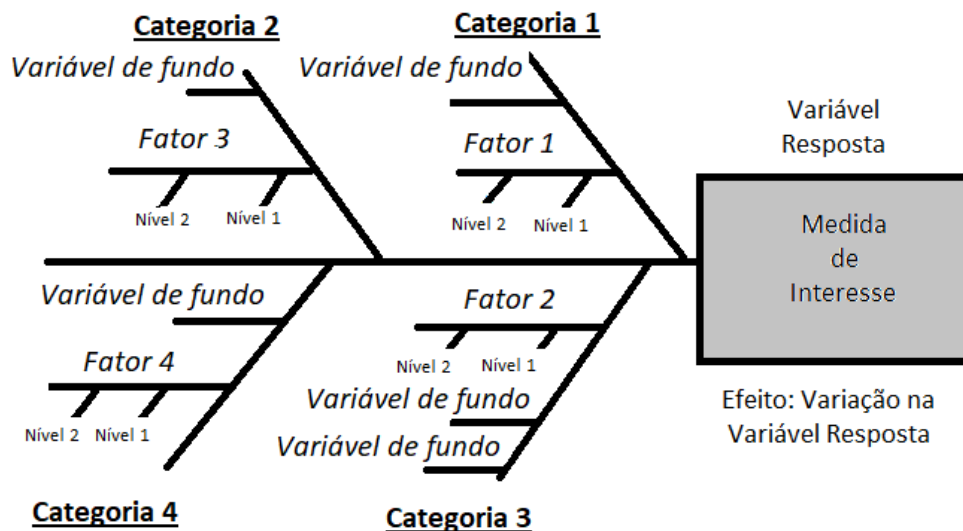 Categoria 2
Categoria 1
Variável de fundo
Variável de fundo
Fator 3
Fator 1
Nível 2
Nível 1
Nível 2
Nível 1
Variável
Resposta
Medida
de
Interesse
Variável de fundo
Fator 2
Fator 4
Nível 2
Nível 1
Nível 2
Nível 1
Variável de fundo
Variável de fundo
Efeito: Variação na
Variável Resposta
Categoria 4
Categoria 3